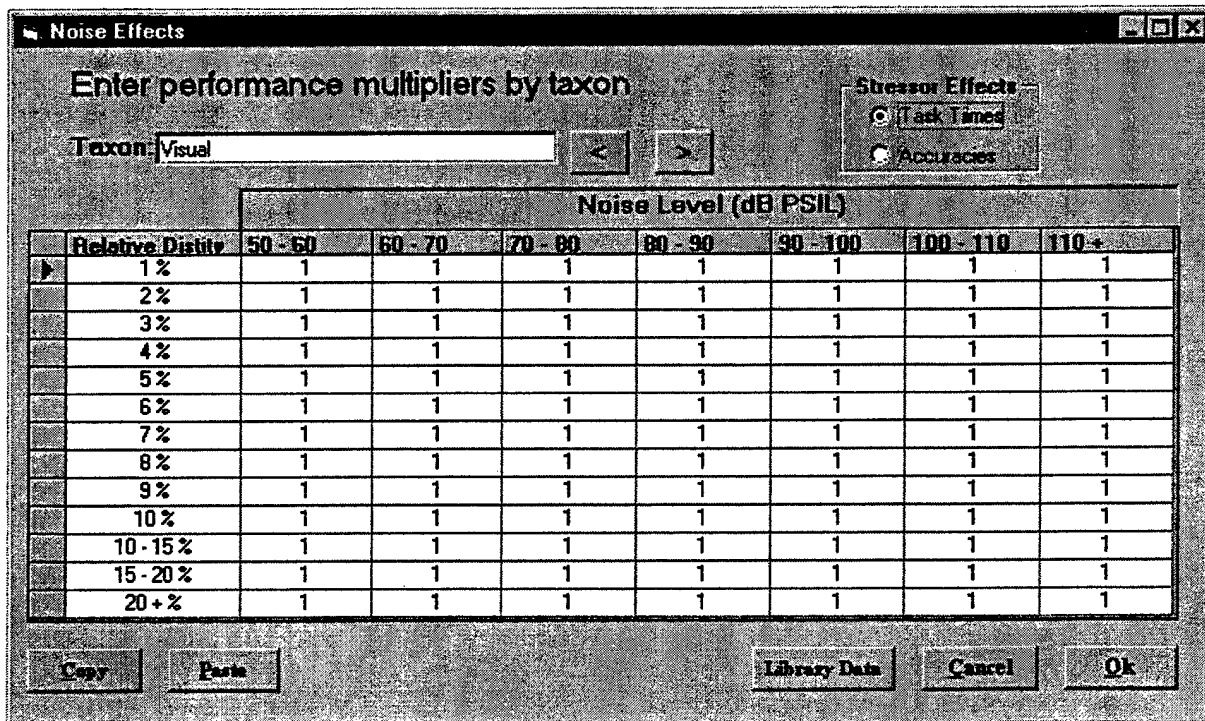 Noise Effects
Enter performance multipliers by taxon
Stressor Effects
Task Times
Accuracies
Taxon: Visual < >
Noise Level (dB PSIL)
Relative Distity 50 - 60 60 - 70 70 - 80 80 - 90 90 - 100 100 - 110 110 +
1 % 1 1 1 1 1 1 1
2 % 1 1 1 1 1 1 1
3 % 1 1 1 1 1 1 1
4 % 1 1 1 1 1 1 1
5 % 1 1 1 1 1 1 1
6 % 1 1 1 1 1 1 1
7 % 1 1 1 1 1 1 1
8 % 1 1 1 1 1 1 1
9 % 1 1 1 1 1 1 1
10 % 1 1 1 1 1 1 1
10 - 15 % 1 1 1 1 1 1 1
15 - 20 % 1 1 1 1 1 1 1
20 + % 1 1 1 1 1 1 1
Copy Paste Library Data Cancel Ok